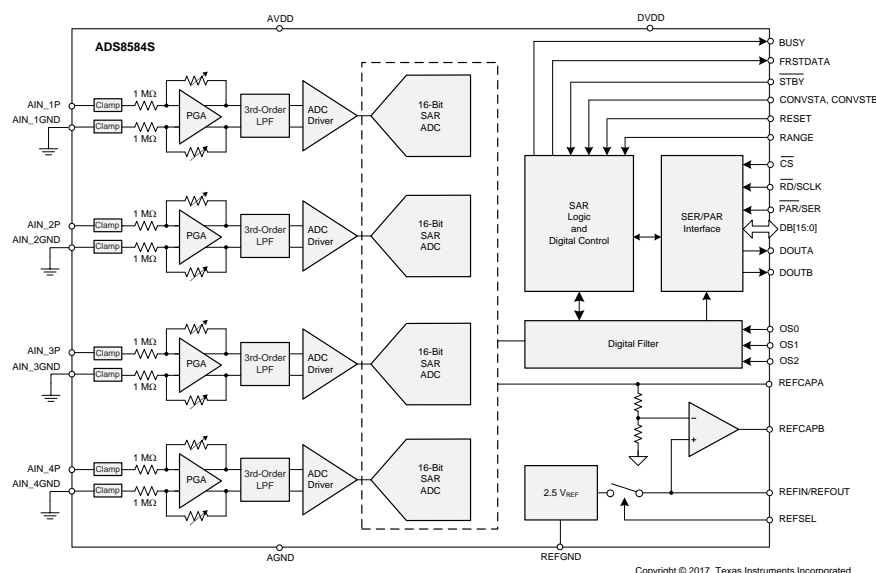 AVDD
DVDD
ADS8584S
BUSY
FRSTDATA
STBY
CONVSTA, CONVSTB
RESET
RANGE
CS
RD/SCLK
PAR/SER
DB[15:0]
DOUTA
DOUTB
OS0
OS1
OS2
REFCAPA
REFCAPB
REFIN/REFOUT
REFSEL
AIN_1P
AIN_1GND
Clamp
Clamp
1 MΩ
1 MΩ
PGA
3rd-Order
LPF
ADC
Driver
16-Bit
SAR
ADC
AIN_2P
AIN_2GND
Clamp
Clamp
1 MΩ
1 MΩ
PGA
3rd-Order
LPF
ADC
Driver
16-Bit
SAR
ADC
AIN_3P
AIN_3GND
Clamp
Clamp
1 MΩ
1 MΩ
PGA
3rd-Order
LPF
ADC
Driver
16-Bit
SAR
ADC
AIN_4P
AIN_4GND
Clamp
Clamp
1 MΩ
1 MΩ
PGA
3rd-Order
LPF
ADC
Driver
16-Bit
SAR
ADC
SAR
Logic
and
Digital Control
SER/PAR
Interface
Digital Filter
2.5 VREF
AGND
REFGND
Copyright © 2017, Texas Instruments Incorporated